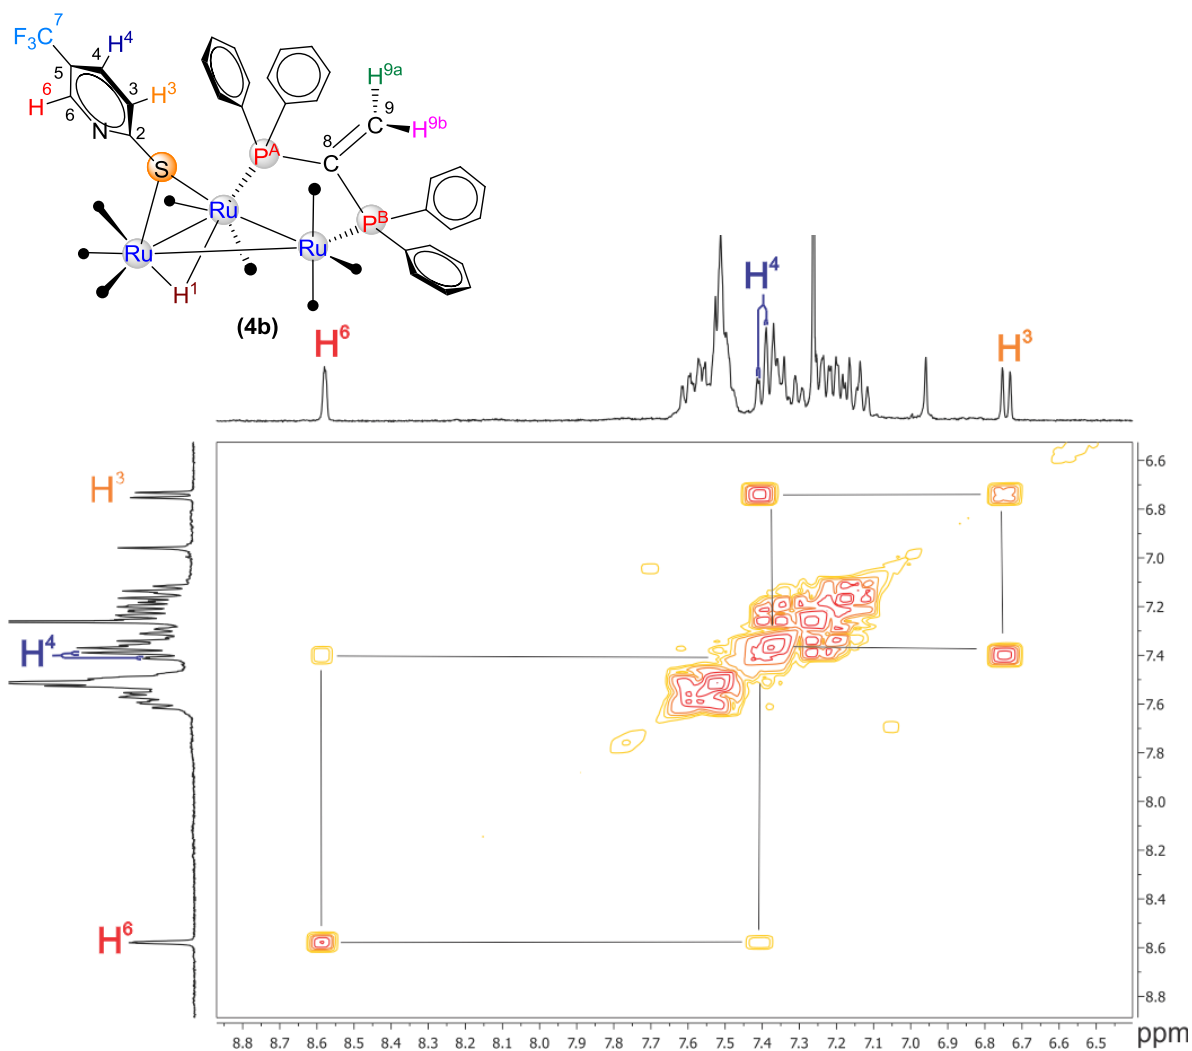 7
F₃C
H⁴
4
5
3
H³
6
H
6
N
2
S
Pᴬ
8
C
9
C
H⁹ᵃ
H⁹ᵇ
Pᴮ
Ru
Ru
Ru
H¹
(4b)
H⁶
H⁴
H³
H³
H⁴
H⁶
6.6
6.8
7.0
7.2
7.4
7.6
7.8
8.0
8.2
8.4
8.6
8.8
8.8 8.7 8.6 8.5 8.4 8.3 8.2 8.1 8.0 7.9 7.8 7.7 7.6 7.5 7.4 7.3 7.2 7.1 7.0 6.9 6.8 6.7 6.6 6.5 ppm